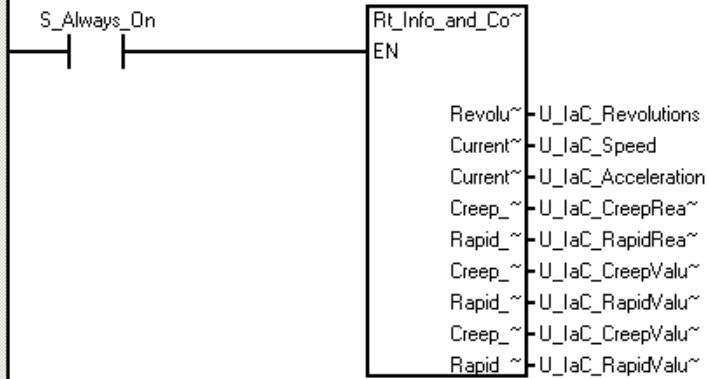 S_Always_On Rt_Info_and_Co~
EN
Revolu~ U_IaC_Revolutions
Current~ U_IaC_Speed
Current~ U_IaC_Acceleration
Creep_~ U_IaC_CreepRea~
Rapid_~ U_IaC_RapidRea~
Creep_~ U_IaC_CreepValu~
Rapid_~ U_IaC_RapidValu~
Creep_~ U_IaC_CreepValu~
Rapid_~ U_IaC_RapidValu~